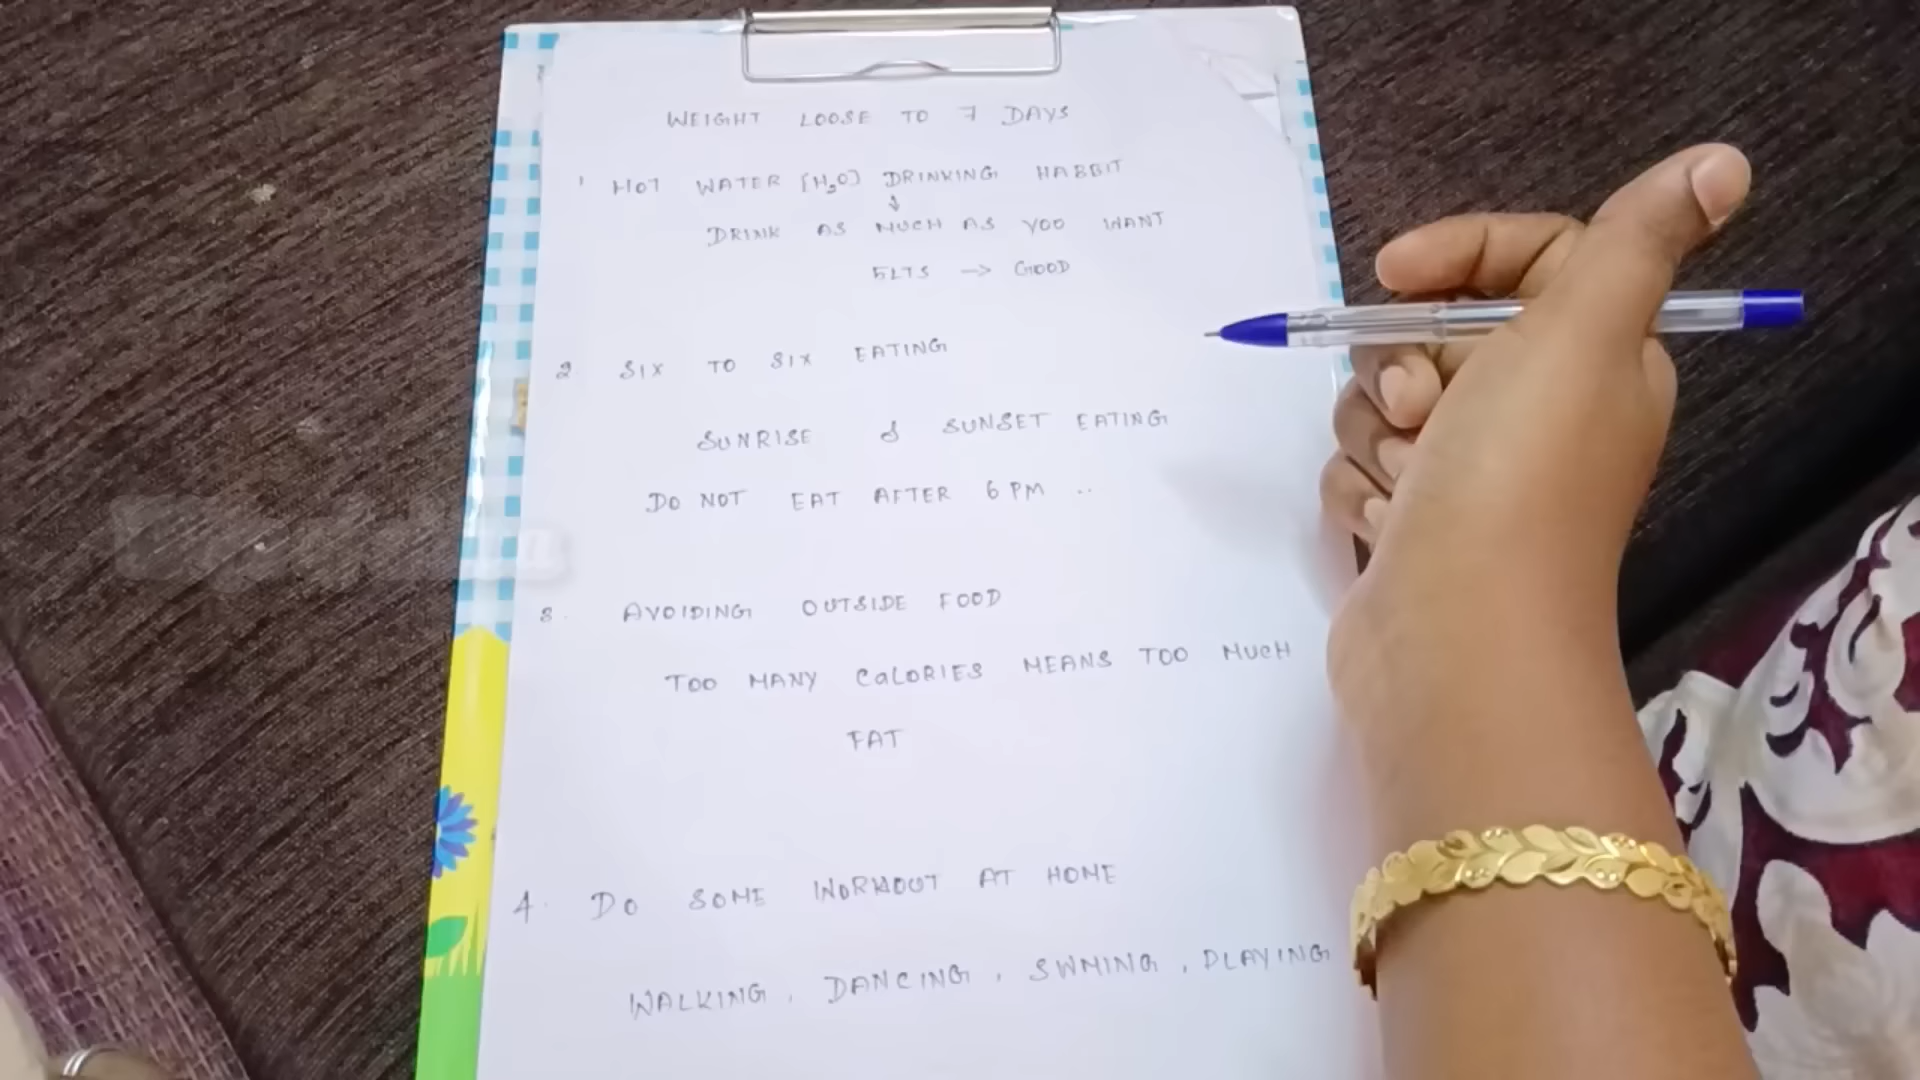 WEIGHT LOOSE TO 7 DAYS
1 HOT WATER [H2O] DRINKING HABBIT
↓
DRINK AS MUCH AS YOO WANT
5LTS -> GOOD
2. SIX TO SIX EATING
SUNRISE & SUNSET EATING
DO NOT EAT AFTER 6 PM ..
3. AVOIDING OUTSIDE FOOD
TOO MANY CALORIES MEANS TOO MUCH
FAT
4. DO SOME WORKOUT AT HOME
WALKING, DANCING, SWMING, PLAYING